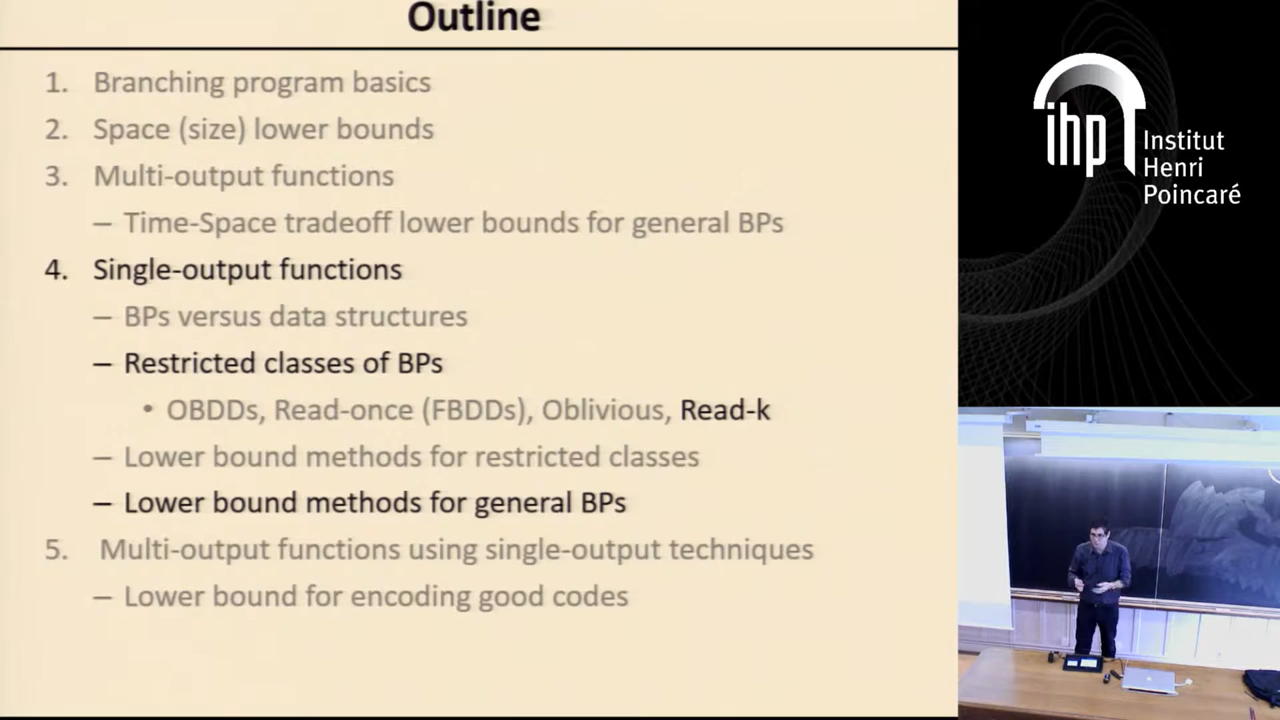 Outline
1. Branching program basics
2. Space (size) lower bounds
3. Multi-output functions
– Time-Space tradeoff lower bounds for general BPs
4. Single-output functions
– BPs versus data structures
– Restricted classes of BPs
• OBDDs, Read-once (FBDDs), Oblivious, Read-k
– Lower bound methods for restricted classes
– Lower bound methods for general BPs
5. Multi-output functions using single-output techniques
– Lower bound for encoding good codes
ihp
Institut
Henri
Poincaré